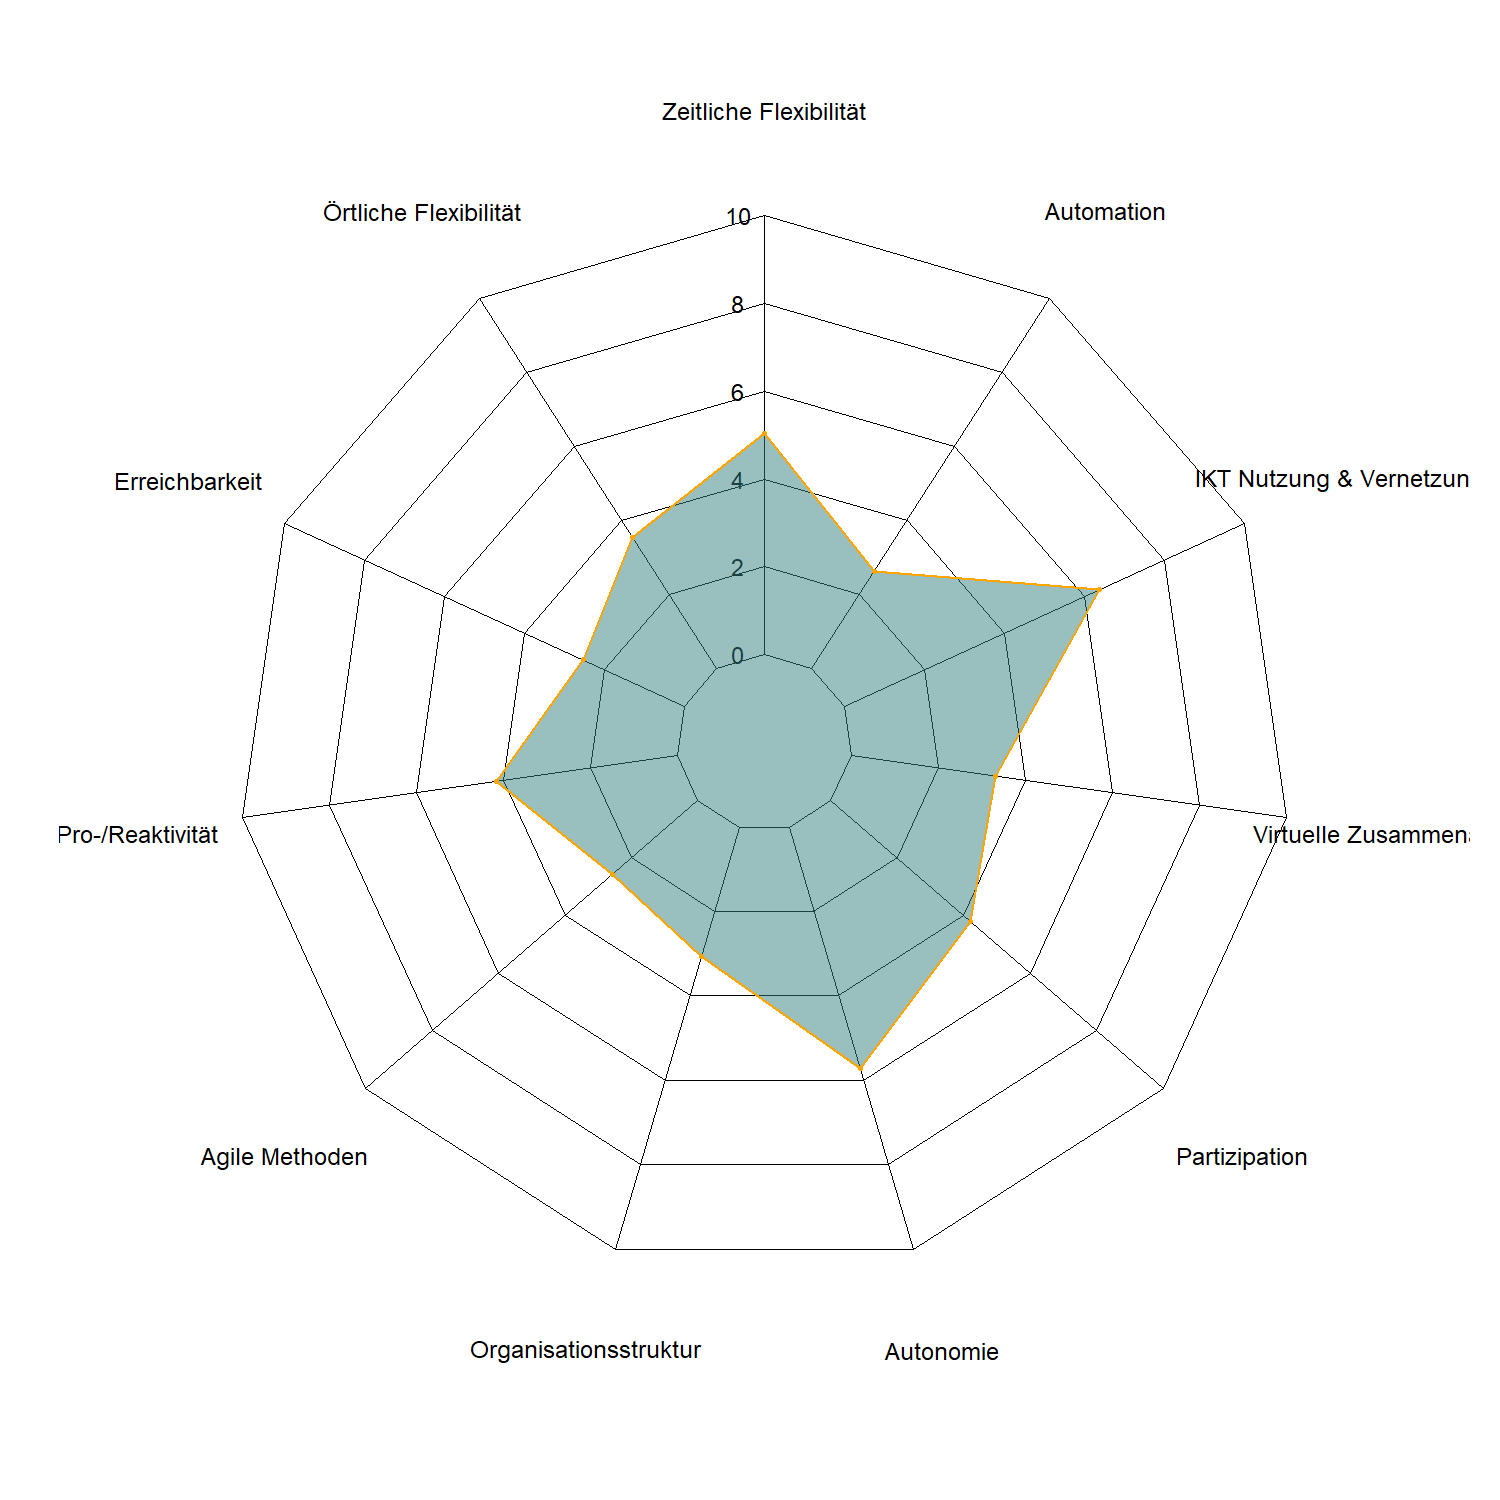 Zeitliche Flexibilität
Örtliche Flexibilität
Automation
10
8
6
4
2
0
Erreichbarkeit
IKT Nutzung & Vernetzun
Pro-/Reaktivität
Virtuelle Zusammena
Agile Methoden
Partizipation
Organisationsstruktur
Autonomie